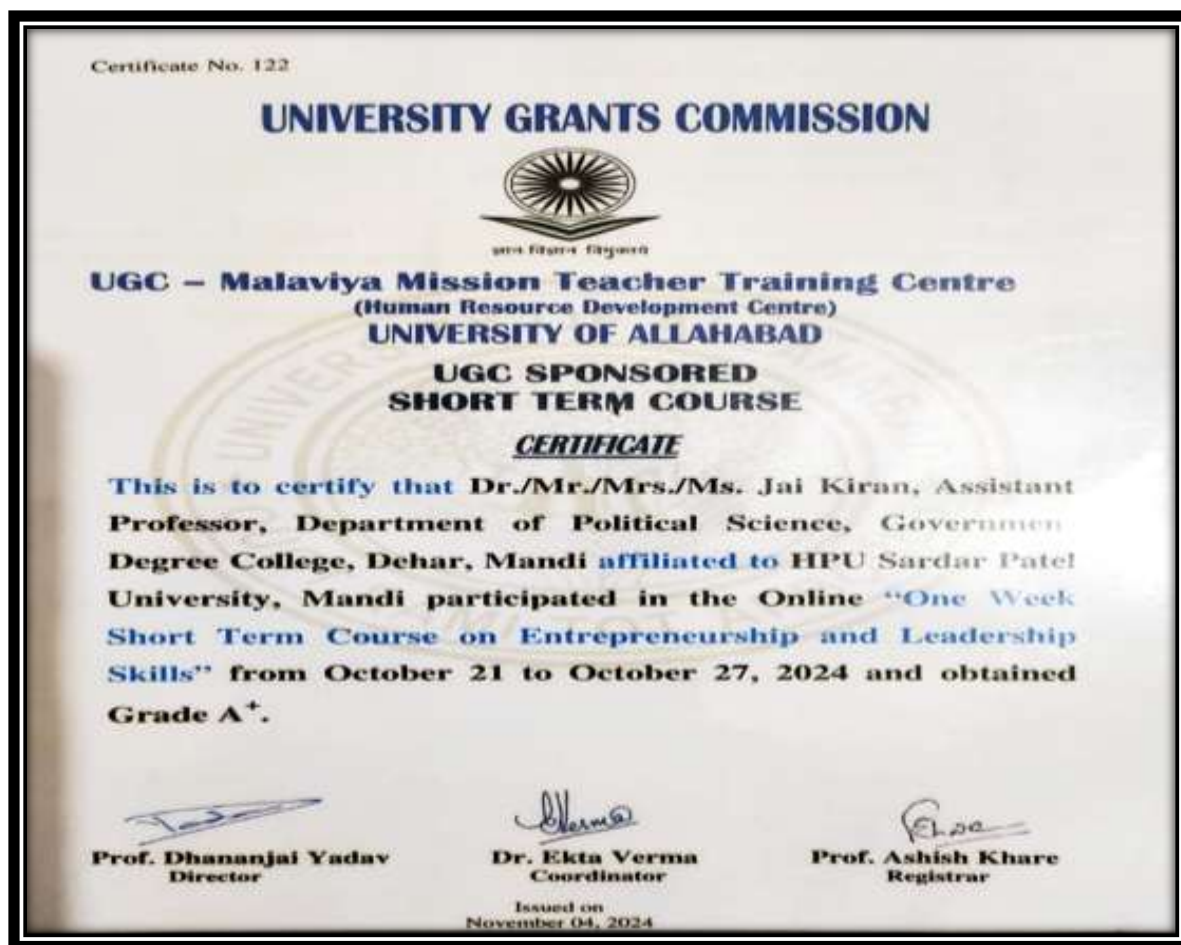 Certificate No. 122
UNIVERSITY GRANTS COMMISSION
ज्ञान विज्ञान विमुक्तये
UGC – Malaviya Mission Teacher Training Centre
(Human Resource Development Centre)
UNIVERSITY OF ALLAHABAD
UGC SPONSORED
SHORT TERM COURSE
CERTIFICATE
This is to certify that Dr./Mr./Mrs./Ms. Jai Kiran, Assistant
Professor, Department of Political Science, Governmen
Degree College, Dehar, Mandi affiliated to HPU Sardar Patel
University, Mandi participated in the Online “One Week
Short Term Course on Entrepreneurship and Leadership
Skills” from October 21 to October 27, 2024 and obtained
Grade A⁺.
Prof. Dhananjai Yadav
Director
Dr. Ekta Verma
Coordinator
Prof. Ashish Khare
Registrar
Issued on
November 04, 2024